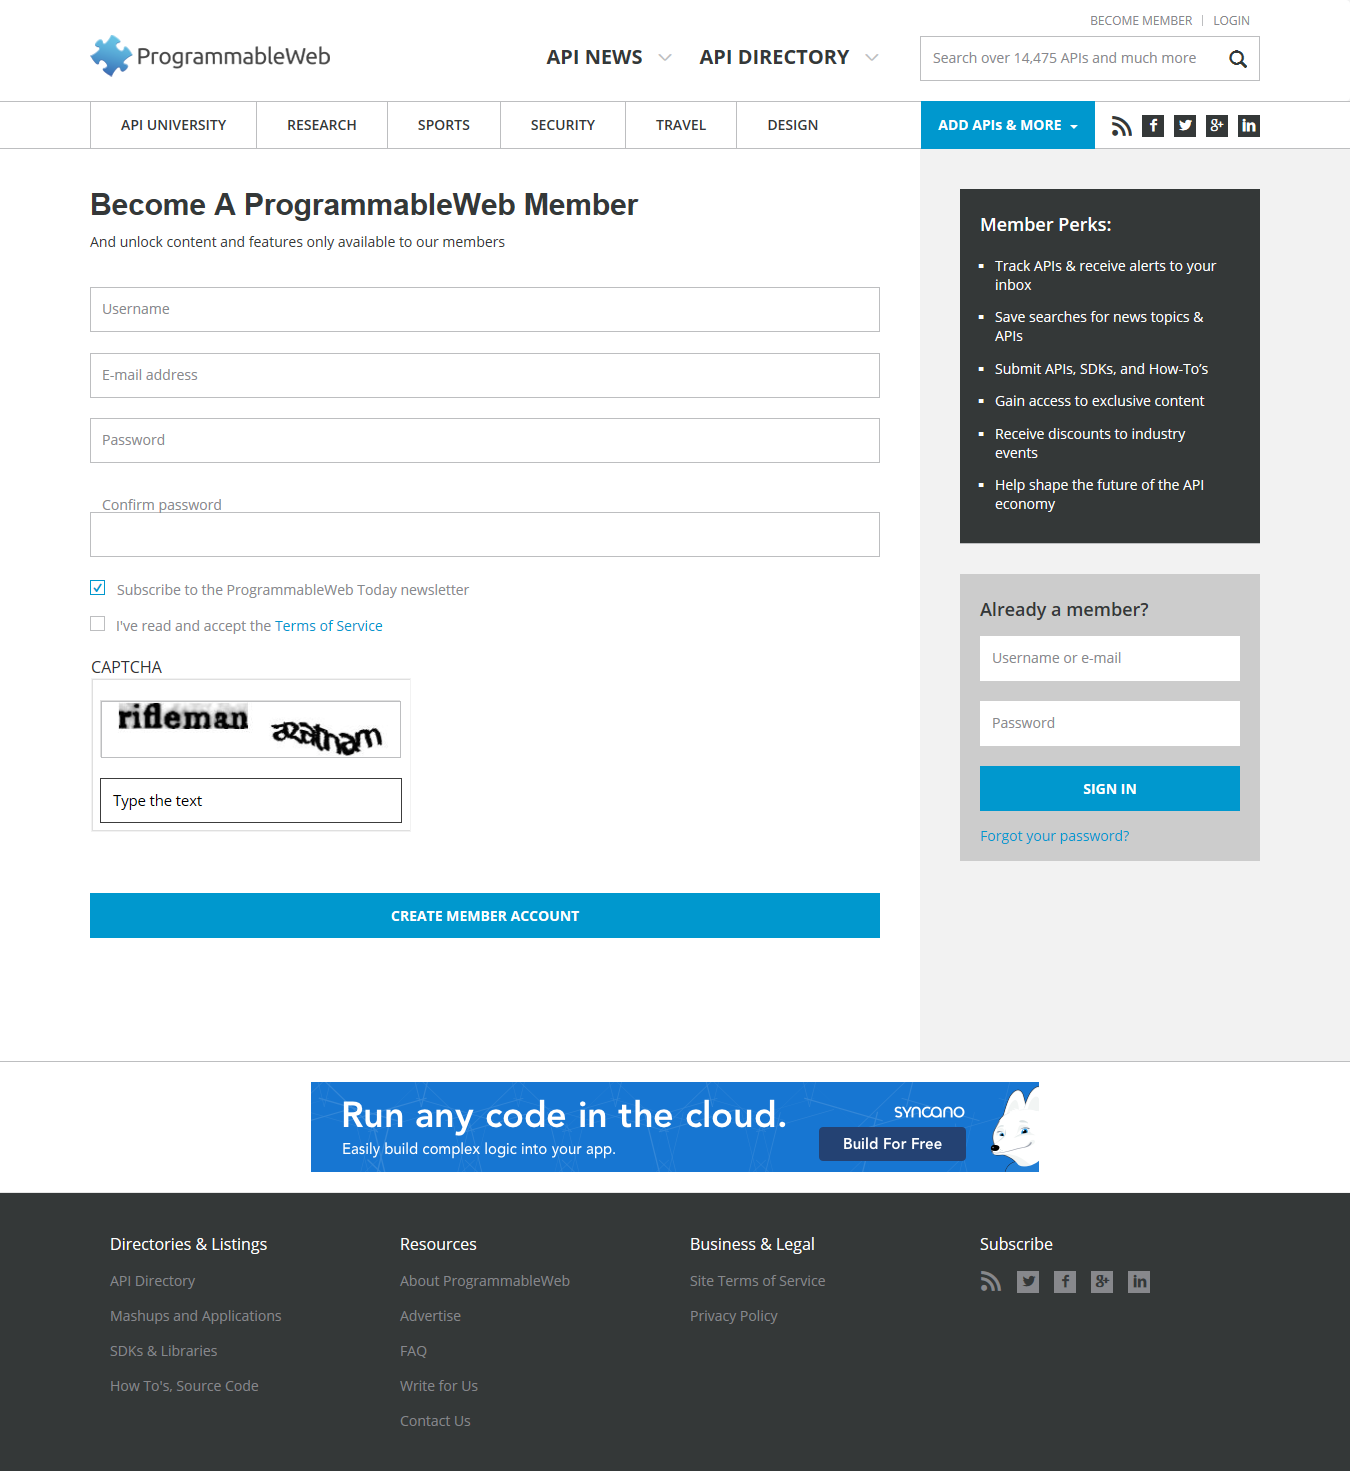 BECOME MEMBER | LOGIN
ProgrammableWeb
API NEWS
API DIRECTORY
Search over 14,475 APIs and much more
API UNIVERSITY
RESEARCH
SPORTS
SECURITY
TRAVEL
DESIGN
ADD APIs & MORE
Become A ProgrammableWeb Member
And unlock content and features only available to our members
Username
E-mail address
Password
Confirm password
Subscribe to the ProgrammableWeb Today newsletter
I've read and accept the Terms of Service
CAPTCHA
rifleman
Type the text
CREATE MEMBER ACCOUNT
Member Perks:
Track APIs & receive alerts to your
inbox
Save searches for news topics &
APIs
Submit APIs, SDKs, and How-To’s
Gain access to exclusive content
Receive discounts to industry
events
Help shape the future of the API
economy
Already a member?
Username or e-mail
Password
SIGN IN
Forgot your password?
Run any code in the cloud.
Easily build complex logic into your app.
syncano
Build For Free
Directories & Listings
API Directory
Mashups and Applications
SDKs & Libraries
How To's, Source Code
Resources
About ProgrammableWeb
Advertise
FAQ
Write for Us
Contact Us
Business & Legal
Site Terms of Service
Privacy Policy
Subscribe